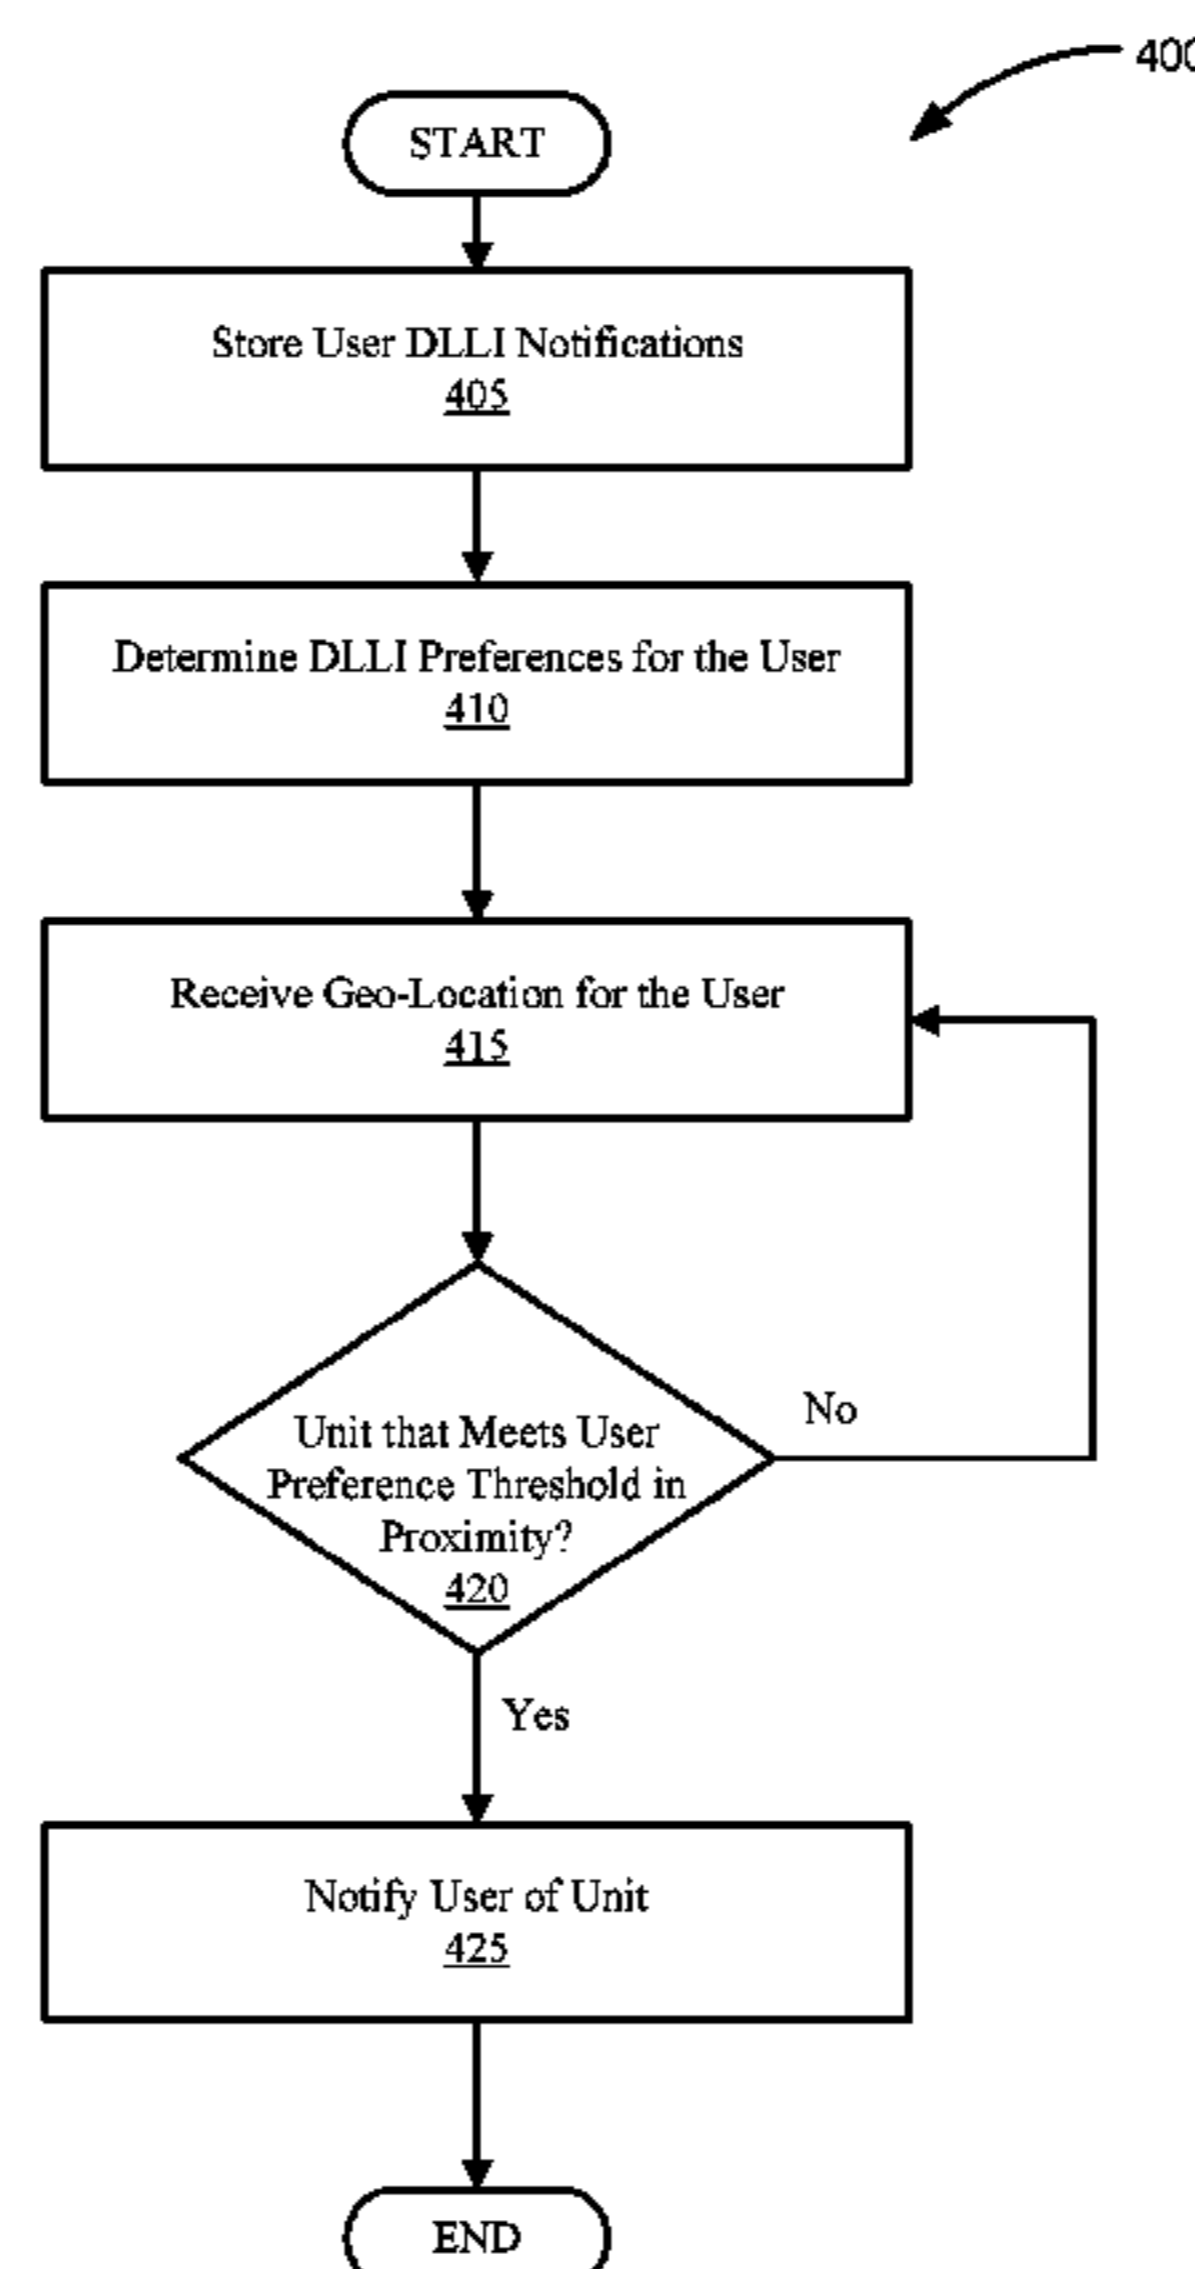 400
START
Store User DLLI Notifications
405
Determine DLLI Preferences for the User
410
Receive Geo-Location for the User
415
Unit that Meets User
Preference Threshold in
Proximity?
420
No
Yes
Notify User of Unit
425
END